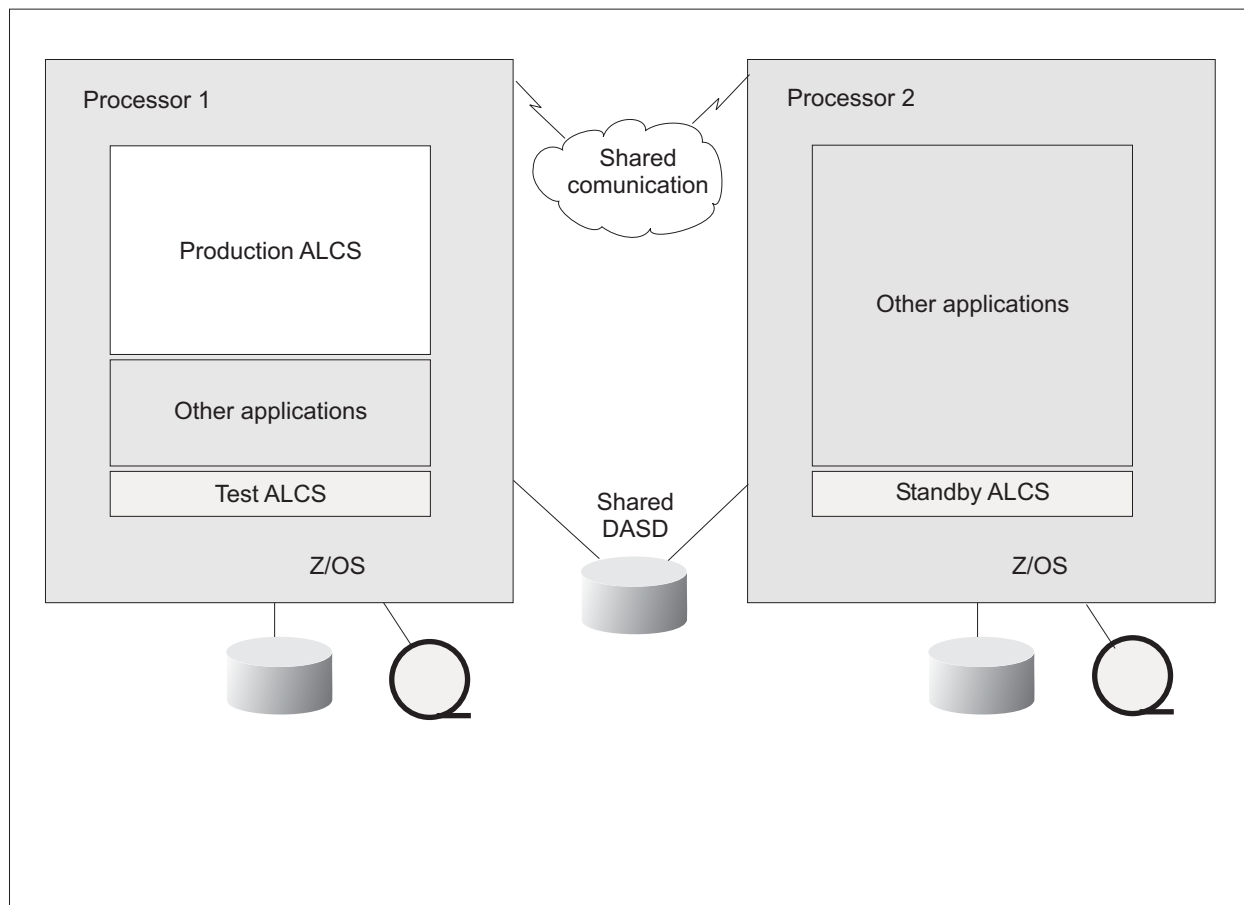 Processor 1
Production ALCS
Other applications
Test ALCS
Z/OS
Shared
comunication
Shared
DASD
Processor 2
Other applications
Standby ALCS
Z/OS